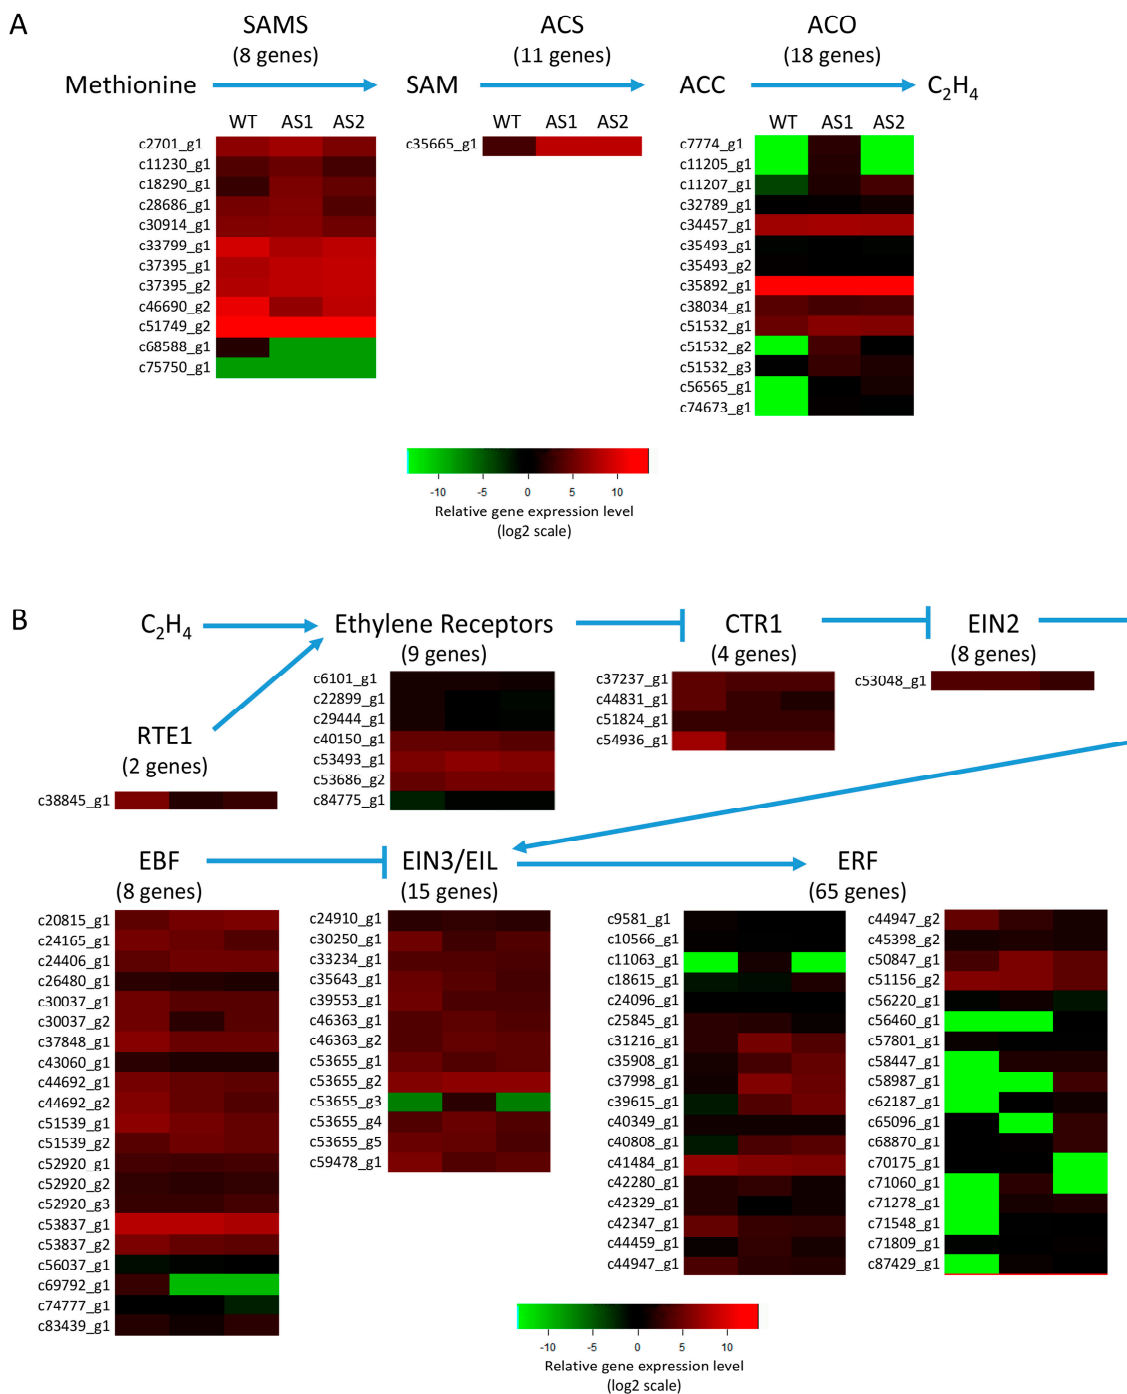 A
SAMS
(8 genes)
ACS
(11 genes)
ACO
(18 genes)
Methionine
SAM
ACC
C₂H₄
WT AS1 AS2
c2701_g1
c11230_g1
c18290_g1
c28686_g1
c30914_g1
c33799_g1
c37395_g1
c37395_g2
c46690_g2
c51749_g2
c68588_g1
c75750_g1
WT AS1 AS2
c35665_g1
WT AS1 AS2
c7774_g1
c11205_g1
c11207_g1
c32789_g1
c34457_g1
c35493_g1
c35493_g2
c35892_g1
c38034_g1
c51532_g1
c51532_g2
c51532_g3
c56565_g1
c74673_g1
-10 -5 0 5 10
Relative gene expression level
(log2 scale)
B
C₂H₄
Ethylene Receptors
(9 genes)
CTR1
(4 genes)
EIN2
(8 genes)
RTE1
(2 genes)
c38845_g1
c6101_g1
c22899_g1
c29444_g1
c40150_g1
c53493_g1
c53686_g2
c84775_g1
c37237_g1
c44831_g1
c51824_g1
c54936_g1
c53048_g1
EBF
(8 genes)
EIN3/EIL
(15 genes)
ERF
(65 genes)
c20815_g1
c24165_g1
c24406_g1
c26480_g1
c30037_g1
c30037_g2
c37848_g1
c43060_g1
c44692_g1
c44692_g2
c51539_g1
c51539_g2
c52920_g1
c52920_g2
c52920_g3
c53837_g1
c53837_g2
c56037_g1
c69792_g1
c74777_g1
c83439_g1
c24910_g1
c30250_g1
c33234_g1
c35643_g1
c39553_g1
c46363_g1
c46363_g2
c53655_g1
c53655_g2
c53655_g3
c53655_g4
c53655_g5
c59478_g1
c9581_g1
c10566_g1
c11063_g1
c18615_g1
c24096_g1
c25845_g1
c31216_g1
c35908_g1
c37998_g1
c39615_g1
c40349_g1
c40808_g1
c41484_g1
c42280_g1
c42329_g1
c42347_g1
c44459_g1
c44947_g1
c44947_g2
c45398_g2
c50847_g1
c51156_g2
c56220_g1
c56460_g1
c57801_g1
c58447_g1
c58987_g1
c62187_g1
c65096_g1
c68870_g1
c70175_g1
c71060_g1
c71278_g1
c71548_g1
c71809_g1
c87429_g1
-10 -5 0 5 10
Relative gene expression level
(log2 scale)